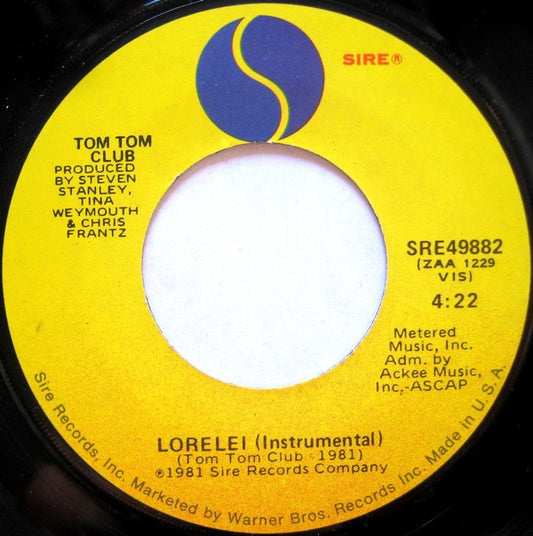 SIRE®
TOM TOM
CLUB
PRODUCED
BY STEVEN
STANLEY,
TINA
WEYMOUTH
& CHRIS
FRANTZ
SRE49882
(ZAA 1229
VIS)
4:22
Metered
Music, Inc.
Adm. by
Ackee Music,
Inc.-ASCAP
LORELEI (Instrumental)
(Tom Tom Club - 1981)
℗1981 Sire Records Company
Sire Records, Inc. Marketed by Warner Bros. Records Inc. Made in U.S.A.